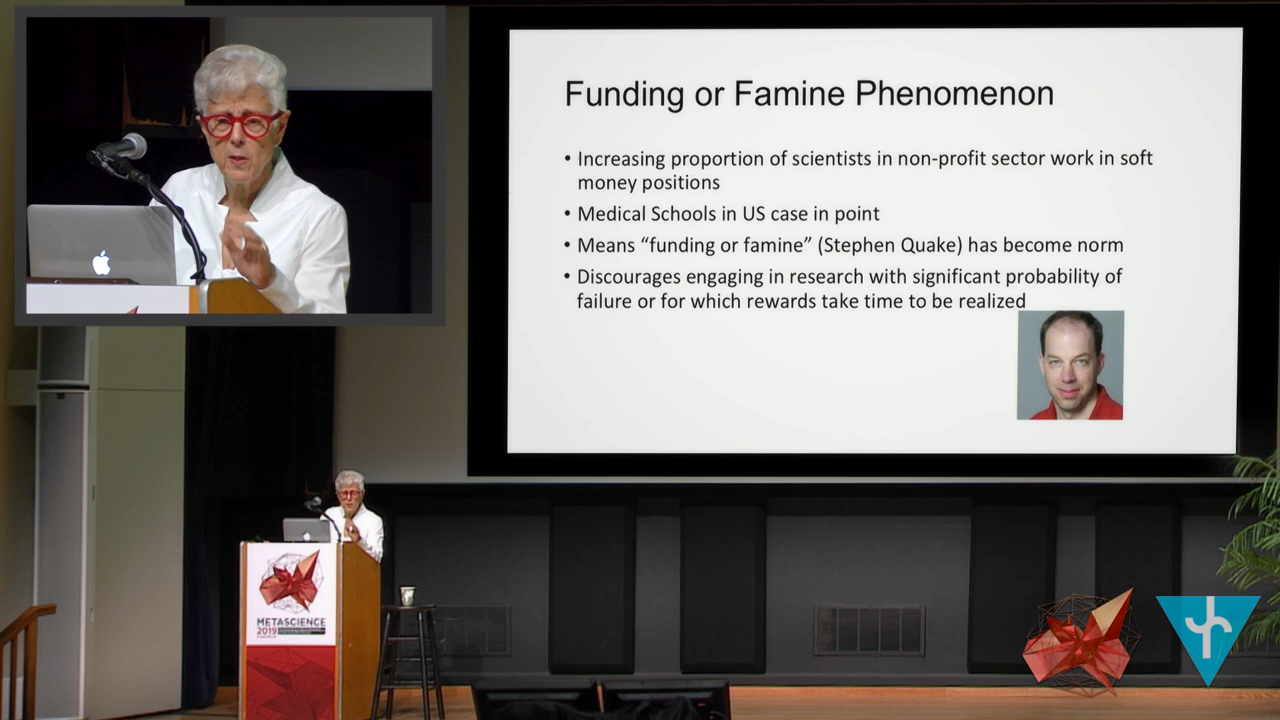 Funding or Famine Phenomenon
• Increasing proportion of scientists in non-profit sector work in soft
money positions
• Medical Schools in US case in point
• Means “funding or famine” (Stephen Quake) has become norm
• Discourages engaging in research with significant probability of
failure or for which rewards take time to be realized
METASCIENCE
2019